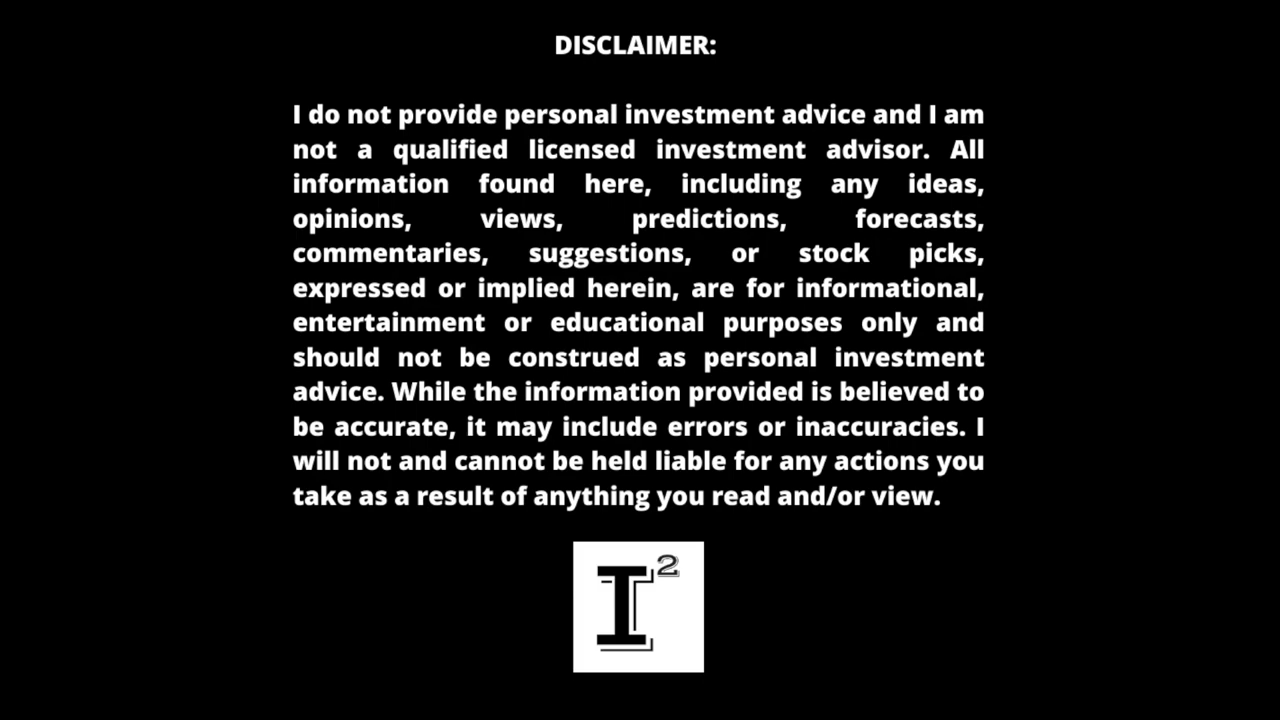 DISCLAIMER:
I do not provide personal investment advice and I am
not a qualified licensed investment advisor. All
information found here, including any ideas,
opinions, views, predictions, forecasts,
commentaries, suggestions, or stock picks,
expressed or implied herein, are for informational,
entertainment or educational purposes only and
should not be construed as personal investment
advice. While the information provided is believed to
be accurate, it may include errors or inaccuracies. I
will not and cannot be held liable for any actions you
take as a result of anything you read and/or view.
I²